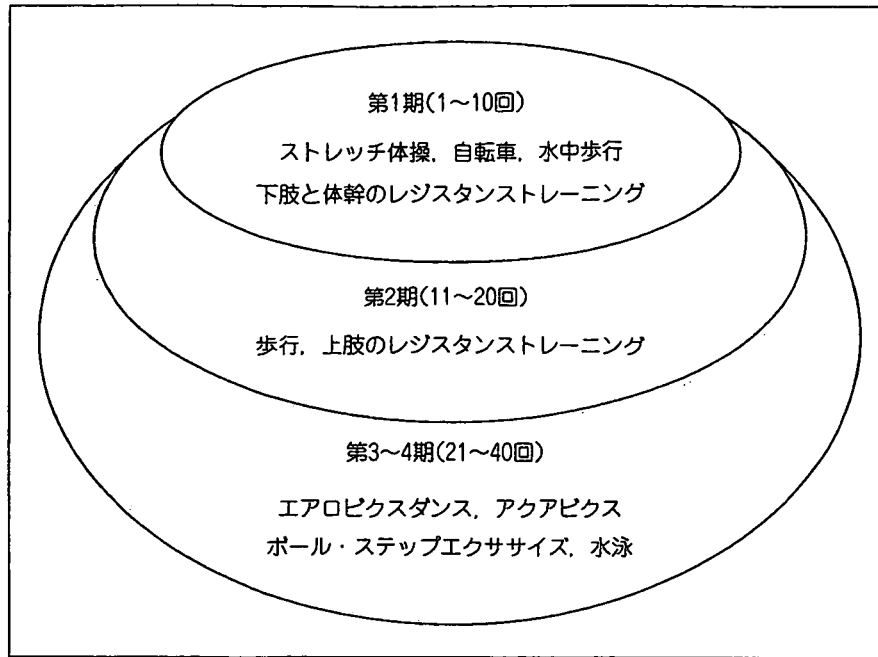 第1期(1〜10回)
ストレッチ体操，自転車，水中歩行
下肢と体幹のレジスタンストレーニング
第2期(11〜20回)
歩行，上肢のレジスタンストレーニング
第3〜4期(21〜40回)
エアロビクスダンス，アクアビクス
ボール・ステップエクササイズ，水泳